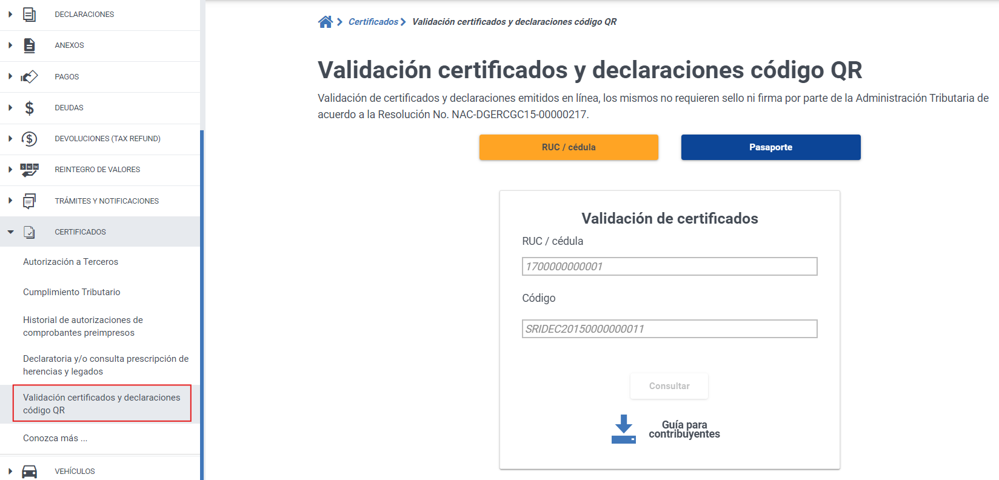 DECLARACIONES
ANEXOS
PAGOS
DEUDAS
DEVOLUCIONES (TAX REFUND)
REINTEGRO DE VALORES
TRÁMITES Y NOTIFICACIONES
CERTIFICADOS
Autorización a Terceros
Cumplimiento Tributario
Historial de autorizaciones de
comprobantes preimpresos
Declaratoria y/o consulta prescripción de
herencias y legados
Validación certificados y declaraciones
código QR
Conozca más ...
VEHÍCULOS
Certificados Validación certificados y declaraciones código QR
Validación certificados y declaraciones código QR
Validación de certificados y declaraciones emitidos en línea, los mismos no requieren sello ni firma por parte de la Administración Tributaria de
acuerdo a la Resolución No. NAC-DGERCGC15-00000217.
RUC / cédula
Pasaporte
Validación de certificados
RUC / cédula
1700000000001
Código
SRIDEC20150000000011
Consultar
Guía para
contribuyentes